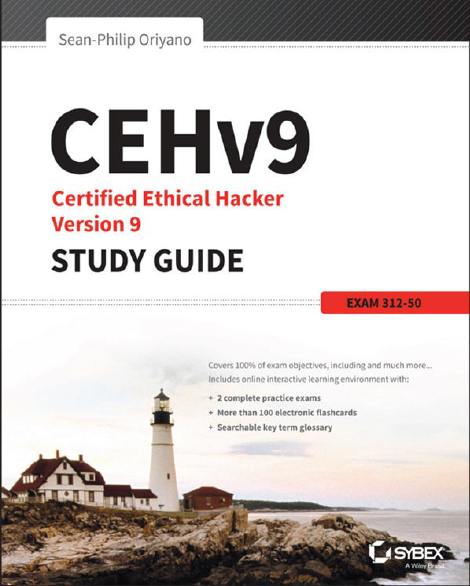 Sean-Philip Oriyano
CEHv9
Certified Ethical Hacker
Version 9
STUDY GUIDE
EXAM 312-50
Covers 100% of exam objectives, including and much more...
Includes online interactive learning environment with:
+ 2 complete practice exams
+ More than 100 electronic flashcards
+ Searchable key term glossary
SYBEX
A Wiley Brand